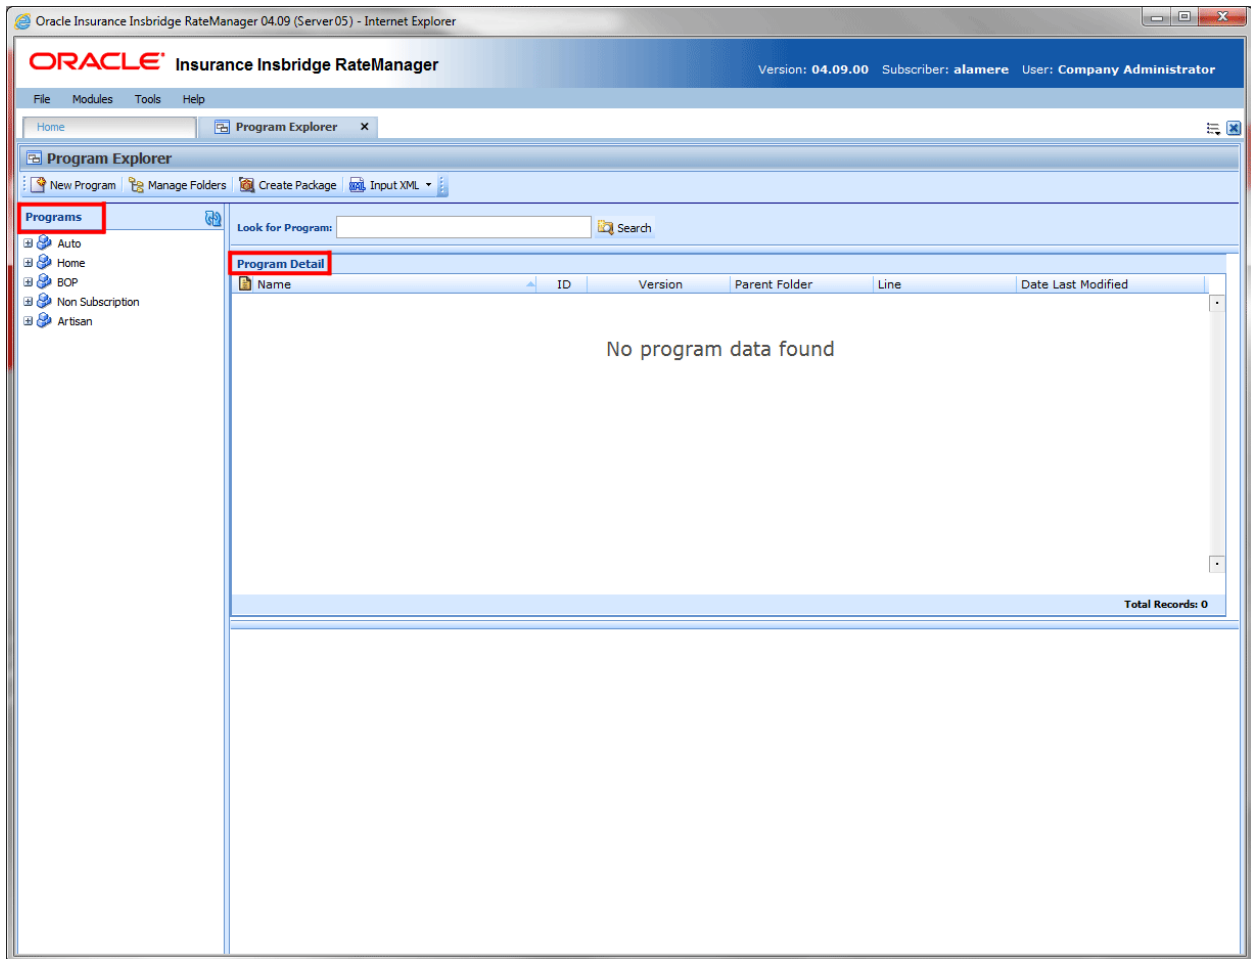 Oracle Insurance Insbridge RateManager 04.09 (Server05) - Internet Explorer
ORACLE Insurance Insbridge RateManager
Version: 04.09.00 Subscriber: alamere User: Company Administrator
File Modules Tools Help
Home Program Explorer x
Program Explorer
New Program Manage Folders Create Package Input XML
Programs
Auto
Home
BOP
Non Subscription
Artisan
Look for Program: Search
Program Detail
Name ID Version Parent Folder Line Date Last Modified
No program data found
Total Records: 0